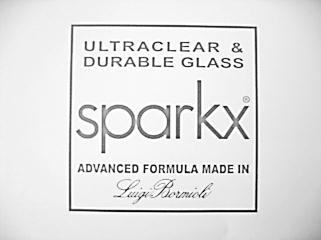 ULTRACLEAR &
DURABLE GLASS
sparkx®
ADVANCED FORMULA MADE IN
Luigi Bormioli